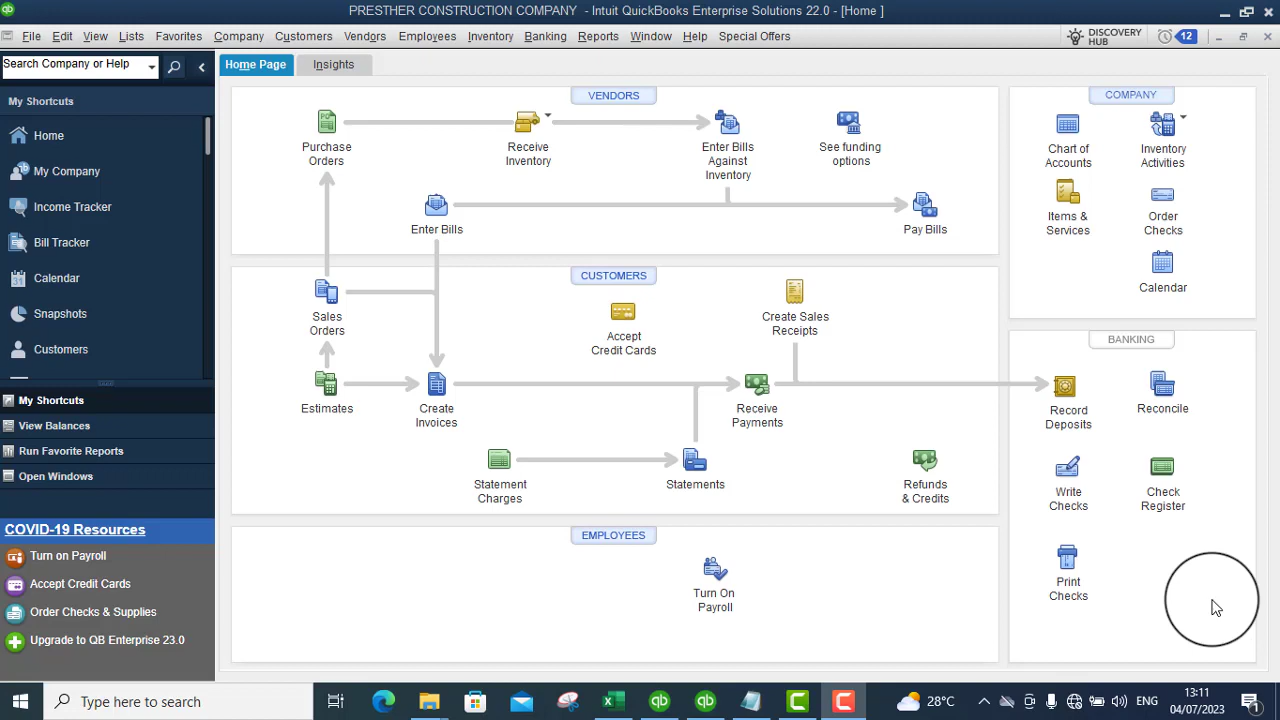 PRESTHER CONSTRUCTION COMPANY - Intuit QuickBooks Enterprise Solutions 22.0 - [Home ]
File Edit View Lists Favorites Company Customers Vendors Employees Inventory Banking Reports Window Help Special Offers
DISCOVERY
HUB
12
Search Company or Help
My Shortcuts
Home
My Company
Income Tracker
Bill Tracker
Calendar
Snapshots
Customers
My Shortcuts
View Balances
Run Favorite Reports
Open Windows
COVID-19 Resources
Turn on Payroll
Accept Credit Cards
Order Checks & Supplies
Upgrade to QB Enterprise 23.0
Home Page
Insights
VENDORS
Purchase
Orders
Receive
Inventory
Enter Bills
Against
Inventory
See funding
options
Enter Bills
Pay Bills
CUSTOMERS
Sales
Orders
Accept
Credit Cards
Create Sales
Receipts
Estimates
Create
Invoices
Receive
Payments
Statement
Charges
Statements
Refunds
& Credits
EMPLOYEES
Turn On
Payroll
COMPANY
Chart of
Accounts
Inventory
Activities
Items &
Services
Order
Checks
Calendar
BANKING
Record
Deposits
Reconcile
Write
Checks
Check
Register
Print
Checks
Type here to search
28°C
ENG
13:11
04/07/2023
1